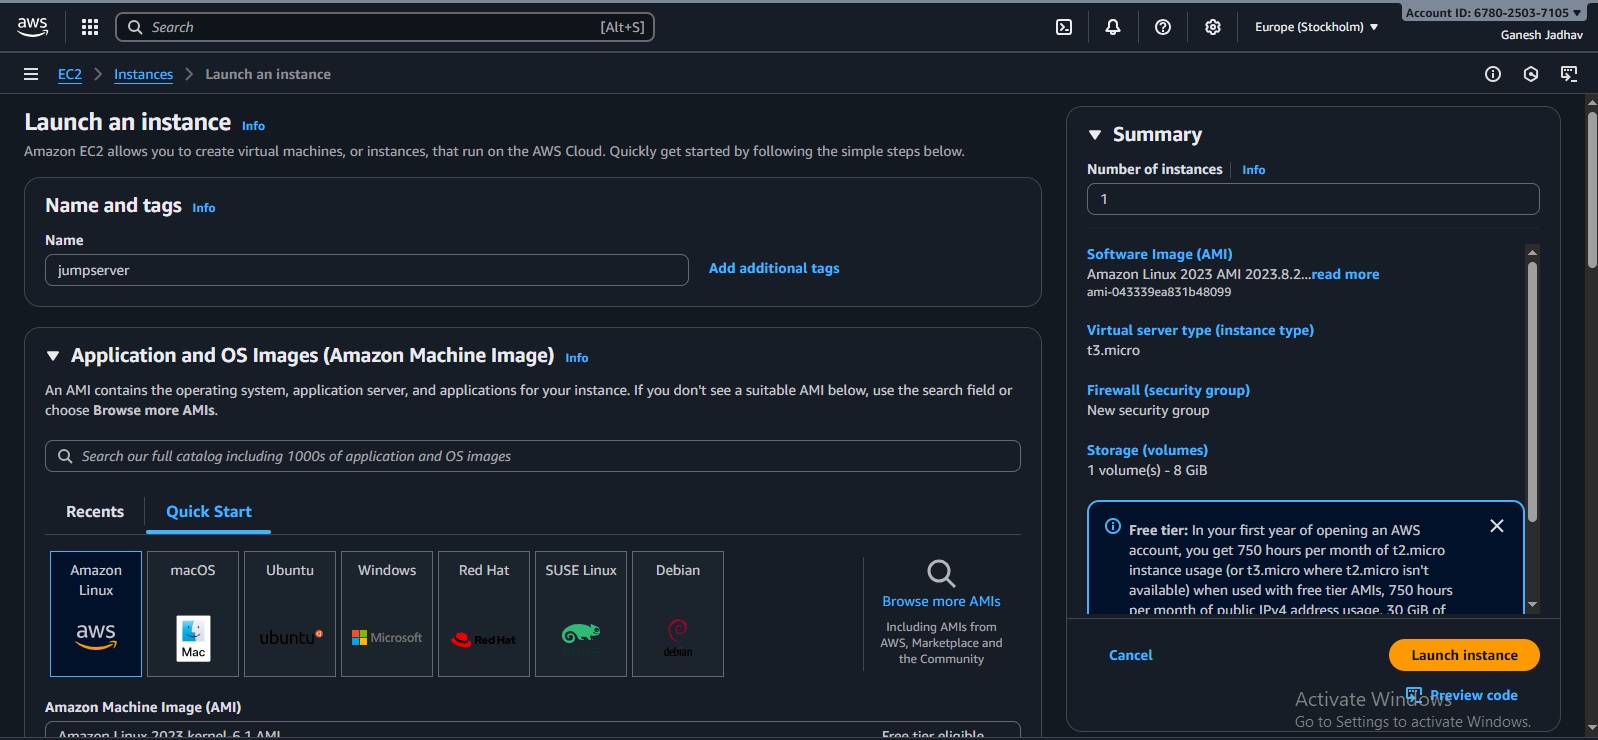 aws
Search [Alt+S]
Europe (Stockholm)
Account ID: 6780-2503-7105
Ganesh Jadhav
EC2 > Instances > Launch an instance
Launch an instance Info
Amazon EC2 allows you to create virtual machines, or instances, that run on the AWS Cloud. Quickly get started by following the simple steps below.
Name and tags Info
Name
jumpserver
Add additional tags
Application and OS Images (Amazon Machine Image) Info
An AMI contains the operating system, application server, and applications for your instance. If you don't see a suitable AMI below, use the search field or
choose Browse more AMIs.
Search our full catalog including 1000s of application and OS images
Recents
Quick Start
Amazon
Linux
aws
macOS
Mac
Ubuntu
ubuntu
Windows
Microsoft
Red Hat
Red Hat
SUSE Linux
Debian
debian
Browse more AMIs
Including AMIs from
AWS, Marketplace and
the Community
Amazon Machine Image (AMI)
Amazon Linux 2023 kernel-6.1 AMI
Free tier eligible
Summary
Number of instances Info
1
Software Image (AMI)
Amazon Linux 2023 AMI 2023.8.2...read more
ami-043339ea831b48099
Virtual server type (instance type)
t3.micro
Firewall (security group)
New security group
Storage (volumes)
1 volume(s) - 8 GiB
Free tier: In your first year of opening an AWS
account, you get 750 hours per month of t2.micro
instance usage (or t3.micro where t2.micro isn't
available) when used with free tier AMIs, 750 hours
per month of public IPv4 address usage, 30 GiB of
Cancel
Launch instance
Preview code
Activate Windows
Go to Settings to activate Windows.